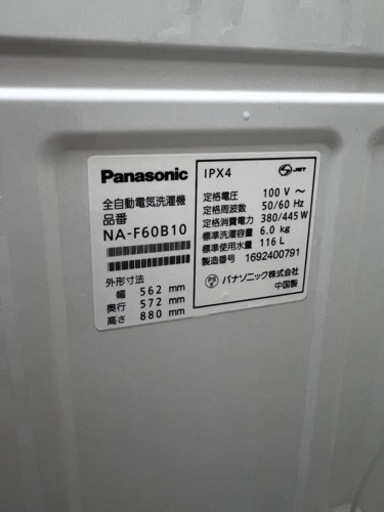 Panasonic
全自動電気洗濯機
品番
NA-F60B10
外形寸法
幅 562 mm
奥行 572 mm
高さ 880 mm
IPX4
S-JET
定格電圧 100 V ～
定格周波数 50/60 Hz
定格消費電力 380/445 W
標準洗濯容量 6.0 kg
標準使用水量 116 L
製造番号 1692400791
PSE パナソニック株式会社
中国製